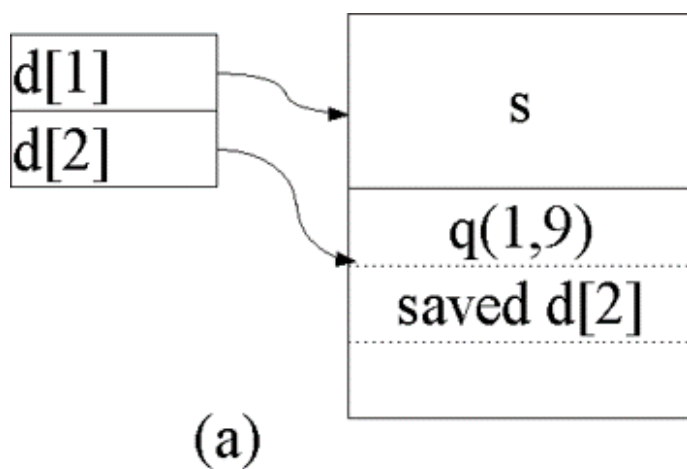 d[1]
d[2]
s
q(1,9)
saved d[2]
(a)